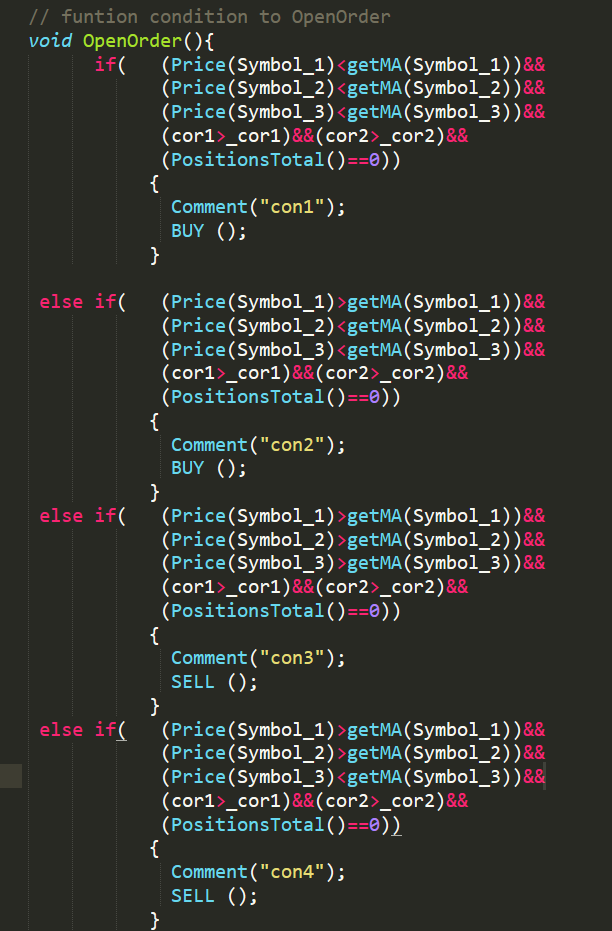 // funtion condition to OpenOrder
void OpenOrder(){
if( (Price(Symbol_1)<getMA(Symbol_1))&&
(Price(Symbol_2)<getMA(Symbol_2))&&
(Price(Symbol_3)<getMA(Symbol_3))&&
(cor1>_cor1)&&(cor2>_cor2)&&
(PositionsTotal()==0))
{
Comment("con1");
BUY ();
}
else if( (Price(Symbol_1)>getMA(Symbol_1))&&
(Price(Symbol_2)<getMA(Symbol_2))&&
(Price(Symbol_3)<getMA(Symbol_3))&&
(cor1>_cor1)&&(cor2>_cor2)&&
(PositionsTotal()==0))
{
Comment("con2");
BUY ();
}
else if( (Price(Symbol_1)>getMA(Symbol_1))&&
(Price(Symbol_2)>getMA(Symbol_2))&&
(Price(Symbol_3)>getMA(Symbol_3))&&
(cor1>_cor1)&&(cor2>_cor2)&&
(PositionsTotal()==0))
{
Comment("con3");
SELL ();
}
else if( (Price(Symbol_1)>getMA(Symbol_1))&&
(Price(Symbol_2)>getMA(Symbol_2))&&
(Price(Symbol_3)<getMA(Symbol_3))&&
(cor1>_cor1)&&(cor2>_cor2)&&
(PositionsTotal()==0))
{
Comment("con4");
SELL ();
}